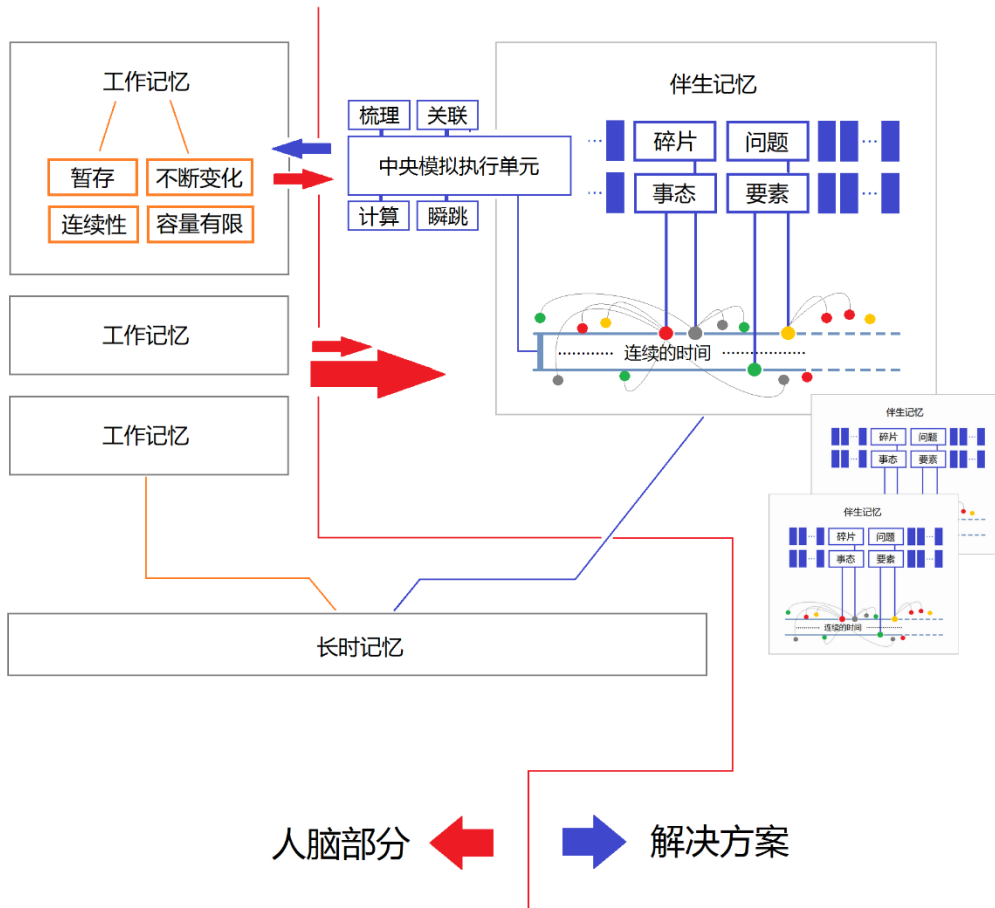 工作记忆
暂存
不断变化
连续性
容量有限
梳理
关联
中央模拟执行单元
计算
瞬跳
伴生记忆
碎片
问题
事态
要素
连续的时间
工作记忆
工作记忆
长时记忆
伴生记忆
碎片
问题
事态
要素
伴生记忆
碎片
问题
事态
要素
连续的时间
人脑部分
解决方案